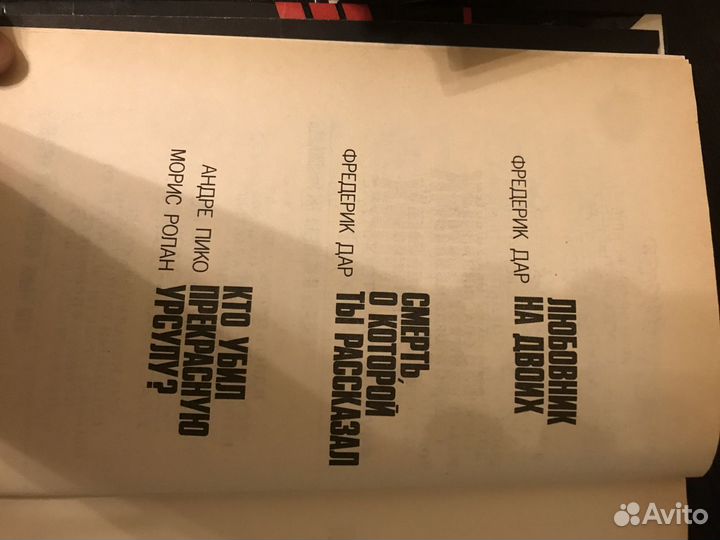 ФРЕДЕРИК ДАР
ЛЮБОВНИК
НА ДВОИХ
ФРЕДЕРИК ДАР
СМЕРТЬ,
О КОТОРОЙ
ТЫ РАССКАЗАЛ
АНДРЕ ПИКО
МОРИС РОЛАН
КТО УБИЛ
ПРЕКРАСНУЮ
УРСУЛУ?
Avito